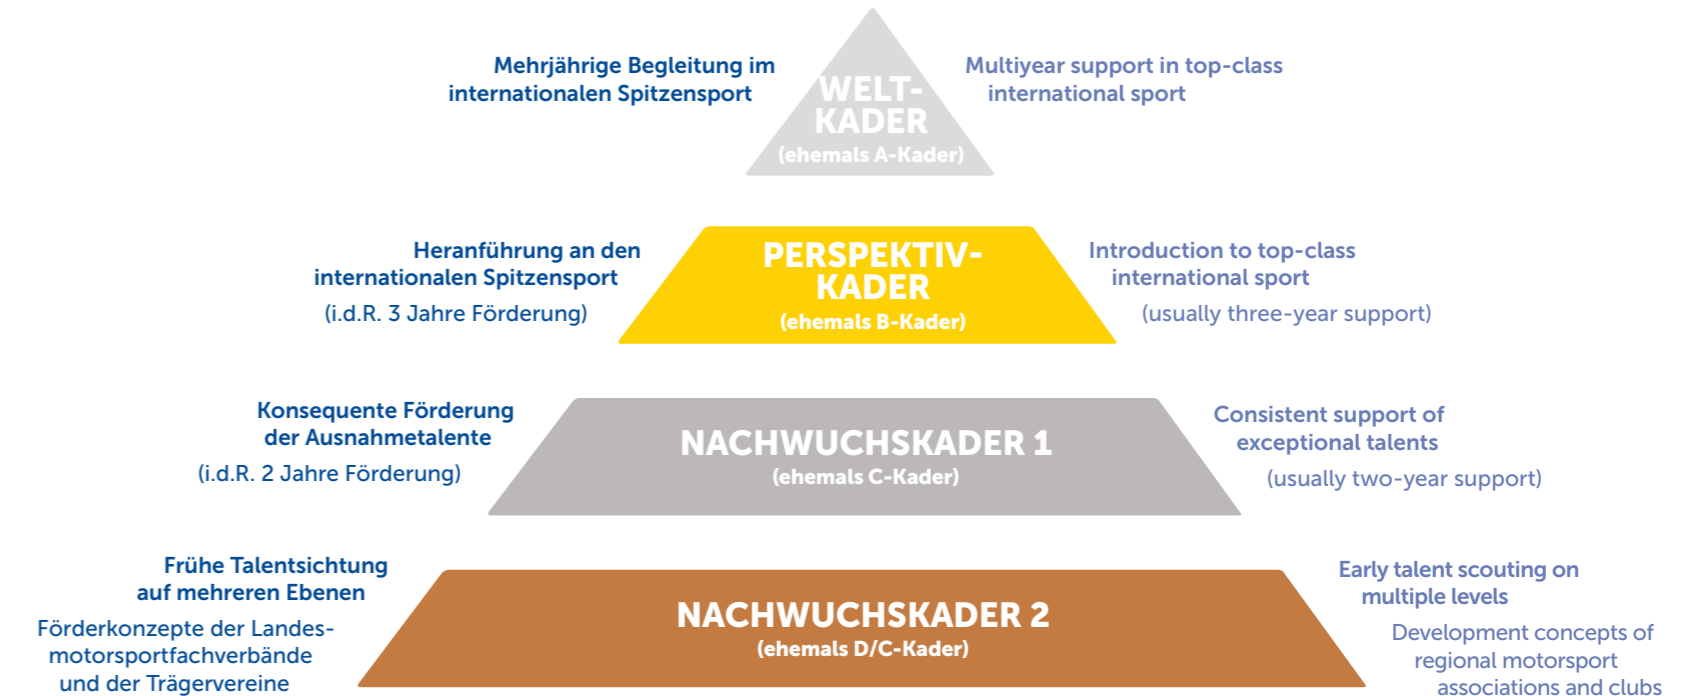 Mehrjährige Begleitung im
internationalen Spitzensport
WELT-
KADER
(ehemals A-Kader)
Multiyear support in top-class
international sport
Heranführung an den
internationalen Spitzensport
(i.d.R. 3 Jahre Förderung)
PERSPEKTIV-
KADER
(ehemals B-Kader)
Introduction to top-class
international sport
(usually three-year support)
Konsequente Förderung
der Ausnahmetalente
(i.d.R. 2 Jahre Förderung)
NACHWUCHSKADER 1
(ehemals C-Kader)
Consistent support of
exceptional talents
(usually two-year support)
Frühe Talentsichtung
auf mehreren Ebenen
Förderkonzepte der Landes-
motorsportfachverbände
und der Trägervereine
NACHWUCHSKADER 2
(ehemals D/C-Kader)
Early talent scouting on
multiple levels
Development concepts of
regional motorsport
associations and clubs